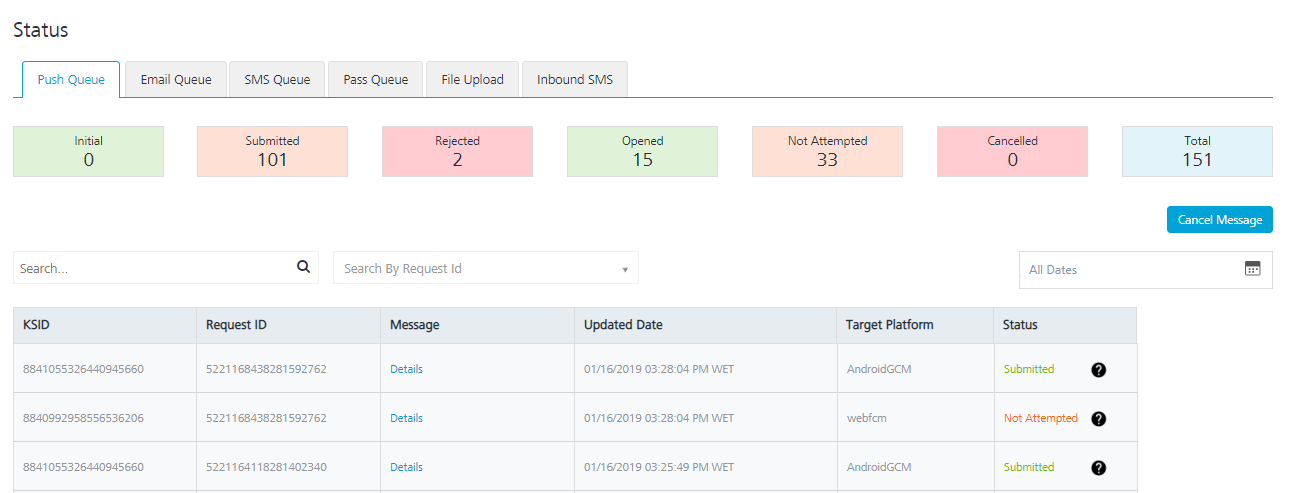 Status
Push Queue Email Queue SMS Queue Pass Queue File Upload Inbound SMS
Initial Submitted Rejected Opened Not Attempted Cancelled Total
0 101 2 15 33 0 151
Cancel Message
Search... Search By Request Id All Dates
KSID Request ID Message Updated Date Target Platform Status
8841055326440945660 5221168438281592762 Details 01/16/2019 03:28:04 PM WET AndroidGCM Submitted ?
8840992958556536206 5221168438281592762 Details 01/16/2019 03:28:04 PM WET webfcm Not Attempted ?
8841055326440945660 5221164118281402340 Details 01/16/2019 03:25:49 PM WET AndroidGCM Submitted ?